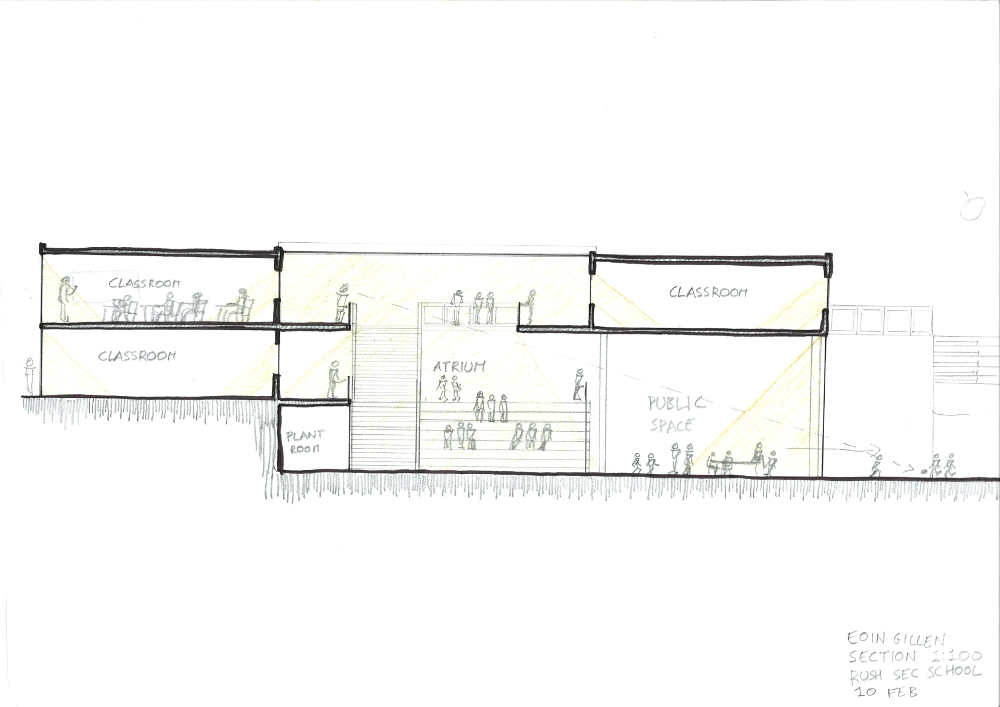 CLASSROOM
CLASSROOM
CLASSROOM
ATRIUM
PUBLIC
SPACE
PLANT
ROOM
EOIN GILLEN
SECTION 1:100
RUSH SEC SCHOOL
10 FEB